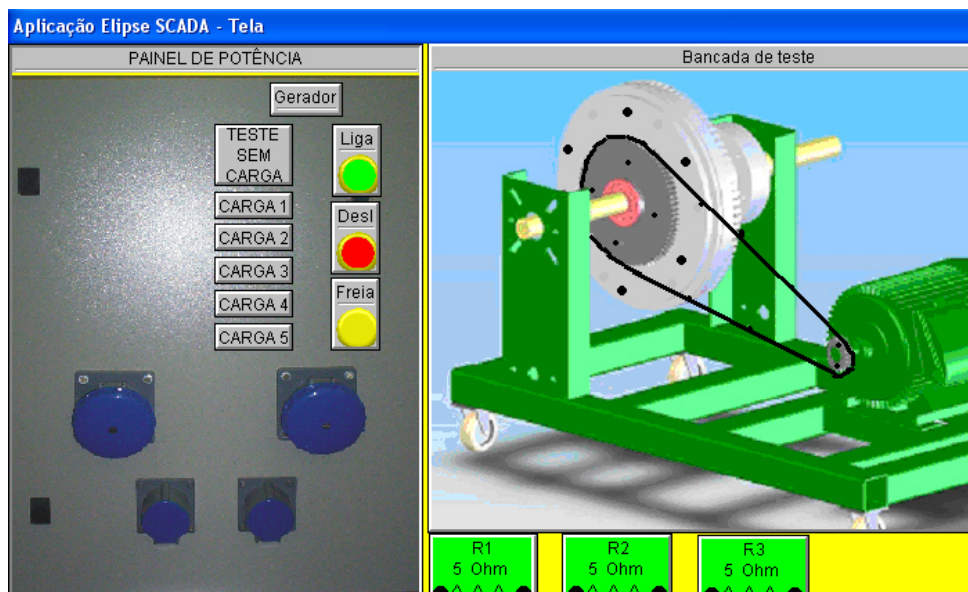 Aplicação Elipse SCADA - Tela
PAINEL DE POTÊNCIA
Gerador
TESTE
SEM
CARGA
CARGA 1
CARGA 2
CARGA 3
CARGA 4
CARGA 5
Liga
Desl
Freia
Bancada de teste
R1
5 Ohm
R2
5 Ohm
R3
5 Ohm